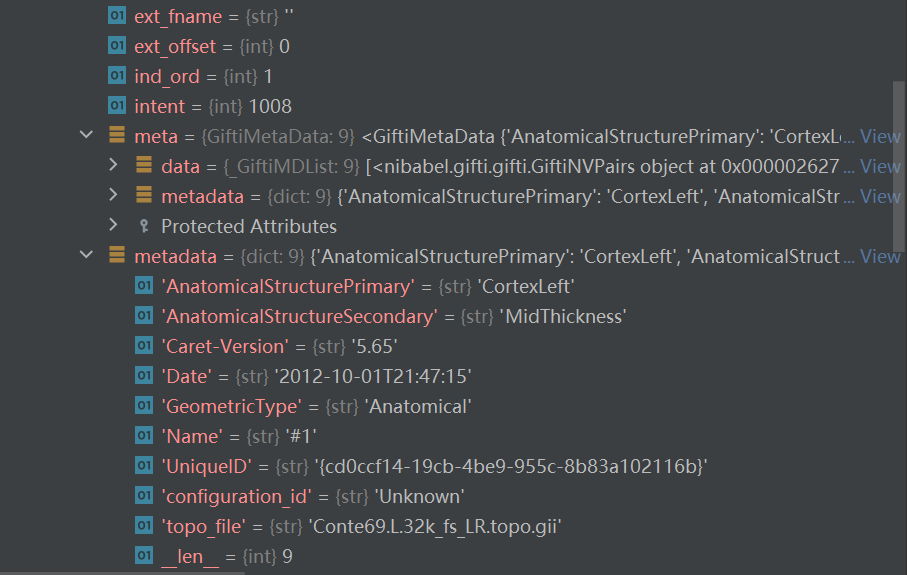 01 ext_fname = {str} ''
01 ext_offset = {int} 0
01 ind_ord = {int} 1
01 intent = {int} 1008
meta = {GiftiMetaData: 9} <GiftiMetaData {'AnatomicalStructurePrimary': 'CortexL... View
data = {_GiftiMDList: 9} [<nibabel.gifti.gifti.GiftiNVPairs object at 0x000002627 ... View
metadata = {dict: 9} {'AnatomicalStructurePrimary': 'CortexLeft', 'AnatomicalStr ... View
Protected Attributes
metadata = {dict: 9} {'AnatomicalStructurePrimary': 'CortexLeft', 'AnatomicalStruct ... View
01 'AnatomicalStructurePrimary' = {str} 'CortexLeft'
01 'AnatomicalStructureSecondary' = {str} 'MidThickness'
01 'Caret-Version' = {str} '5.65'
01 'Date' = {str} '2012-10-01T21:47:15'
01 'GeometricType' = {str} 'Anatomical'
01 'Name' = {str} '#1'
01 'UniqueID' = {str} '{cd0ccf14-19cb-4be9-955c-8b83a102116b}'
01 'configuration_id' = {str} 'Unknown'
01 'topo_file' = {str} 'Conte69.L.32k_fs_LR.topo.gii'
01 __len__ = {int} 9